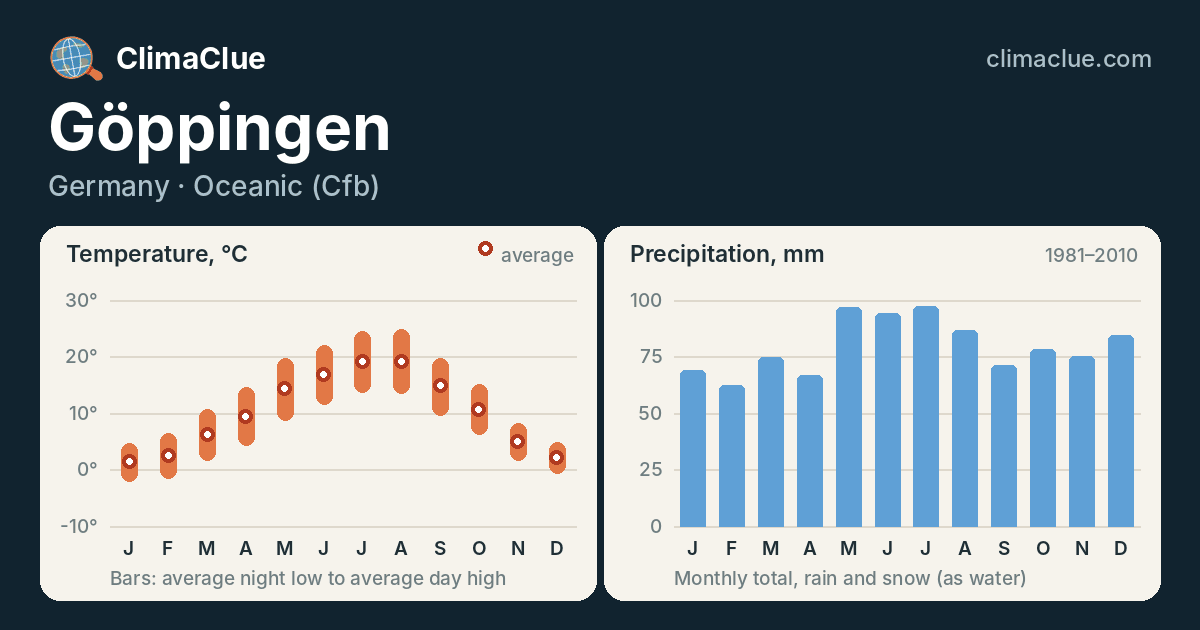 ClimaClue
climaclue.com
Göppingen
Germany · Oceanic (Cfb)
Temperature, °C
average
30°
20°
10°
0°
-10°
J F M A M J J A S O N D
Bars: average night low to average day high
Precipitation, mm
1981–2010
100
75
50
25
0
J F M A M J J A S O N D
Monthly total, rain and snow (as water)